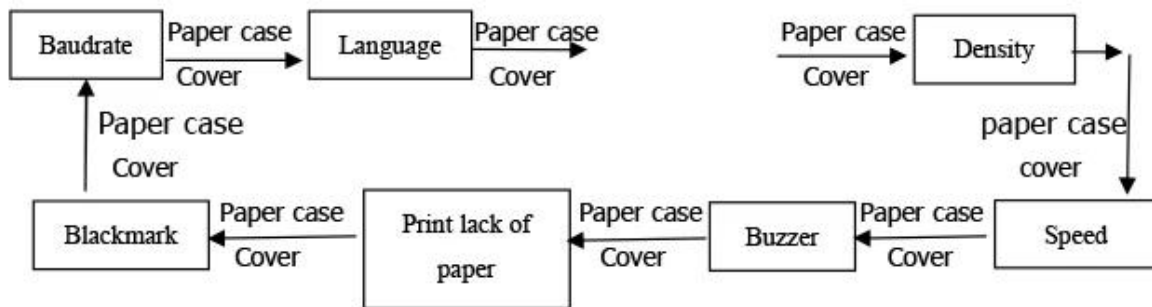 Baudrate
Paper case
Cover
Language
Paper case
Cover
Paper case
Cover
Density
Paper case
Cover
paper case
cover
Blackmark
Paper case
Cover
Print lack of
paper
Paper case
Cover
Buzzer
Paper case
Cover
Speed